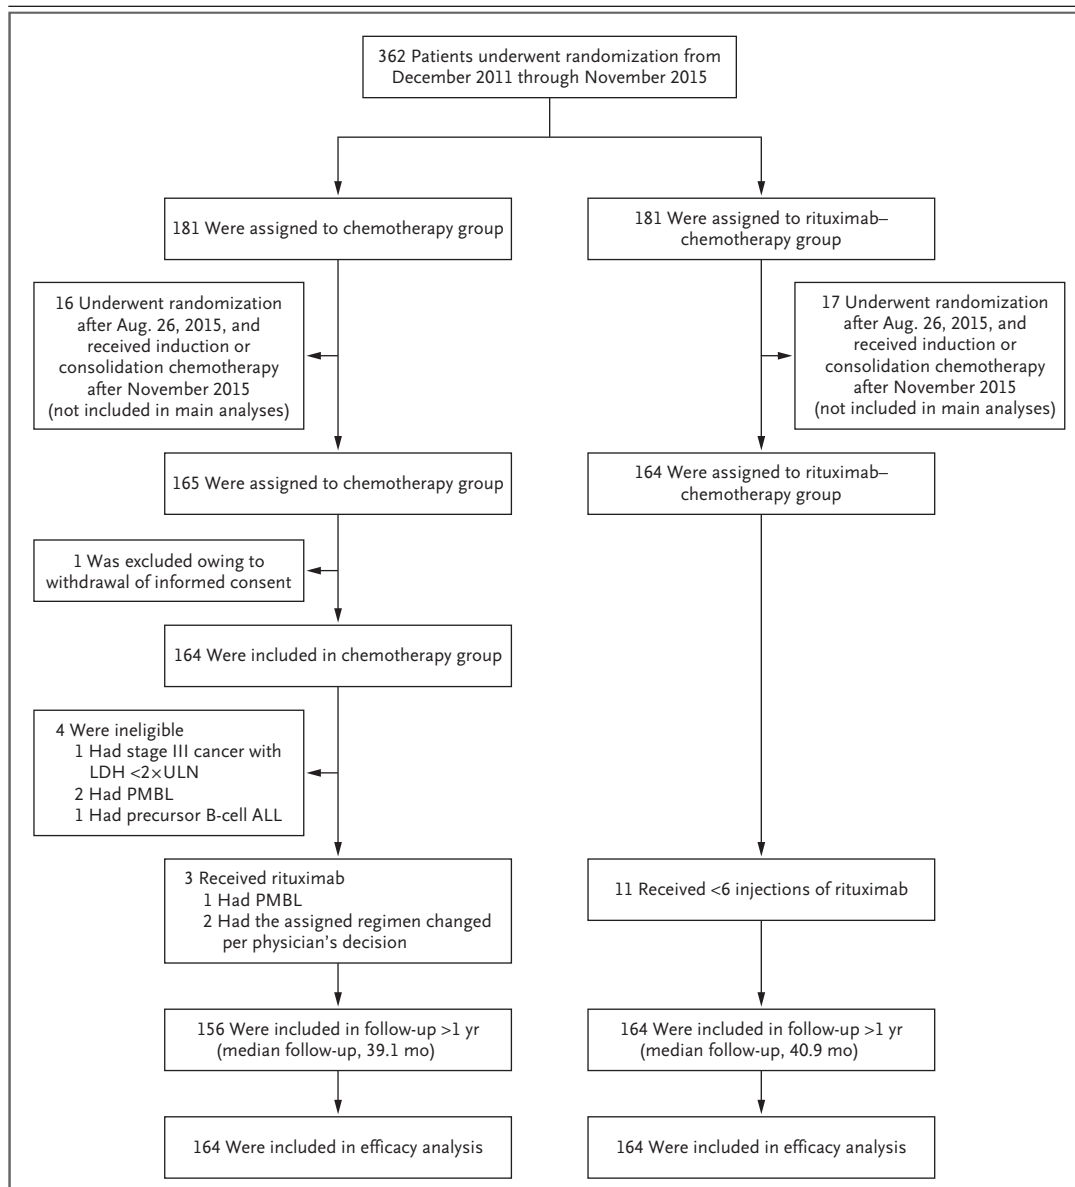 362 Patients underwent randomization from
December 2011 through November 2015
181 Were assigned to chemotherapy group
181 Were assigned to rituximab–
chemotherapy group
16 Underwent randomization
after Aug. 26, 2015, and
received induction or
consolidation chemotherapy
after November 2015
(not included in main analyses)
17 Underwent randomization
after Aug. 26, 2015, and
received induction or
consolidation chemotherapy
after November 2015
(not included in main analyses)
165 Were assigned to chemotherapy group
164 Were assigned to rituximab–
chemotherapy group
1 Was excluded owing to
withdrawal of informed consent
164 Were included in chemotherapy group
4 Were ineligible
1 Had stage III cancer with
LDH <2×ULN
2 Had PMBL
1 Had precursor B-cell ALL
3 Received rituximab
1 Had PMBL
2 Had the assigned regimen changed
per physician’s decision
11 Received <6 injections of rituximab
156 Were included in follow-up >1 yr
(median follow-up, 39.1 mo)
164 Were included in follow-up >1 yr
(median follow-up, 40.9 mo)
164 Were included in efficacy analysis
164 Were included in efficacy analysis